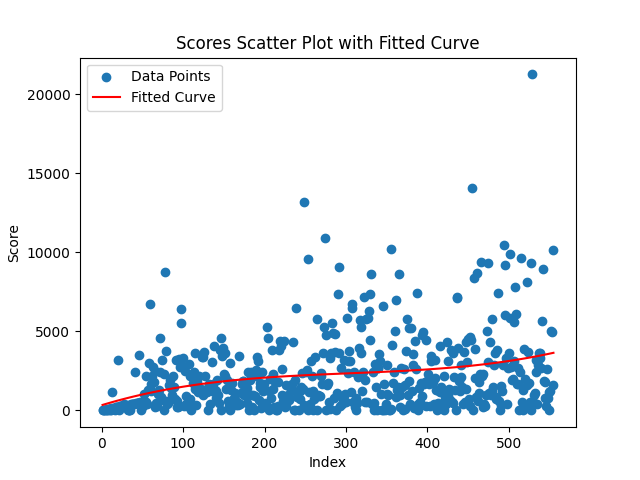 Scores Scatter Plot with Fitted Curve
Data Points
Fitted Curve
20000
15000
10000
5000
0
Score
0 100 200 300 400 500
Index